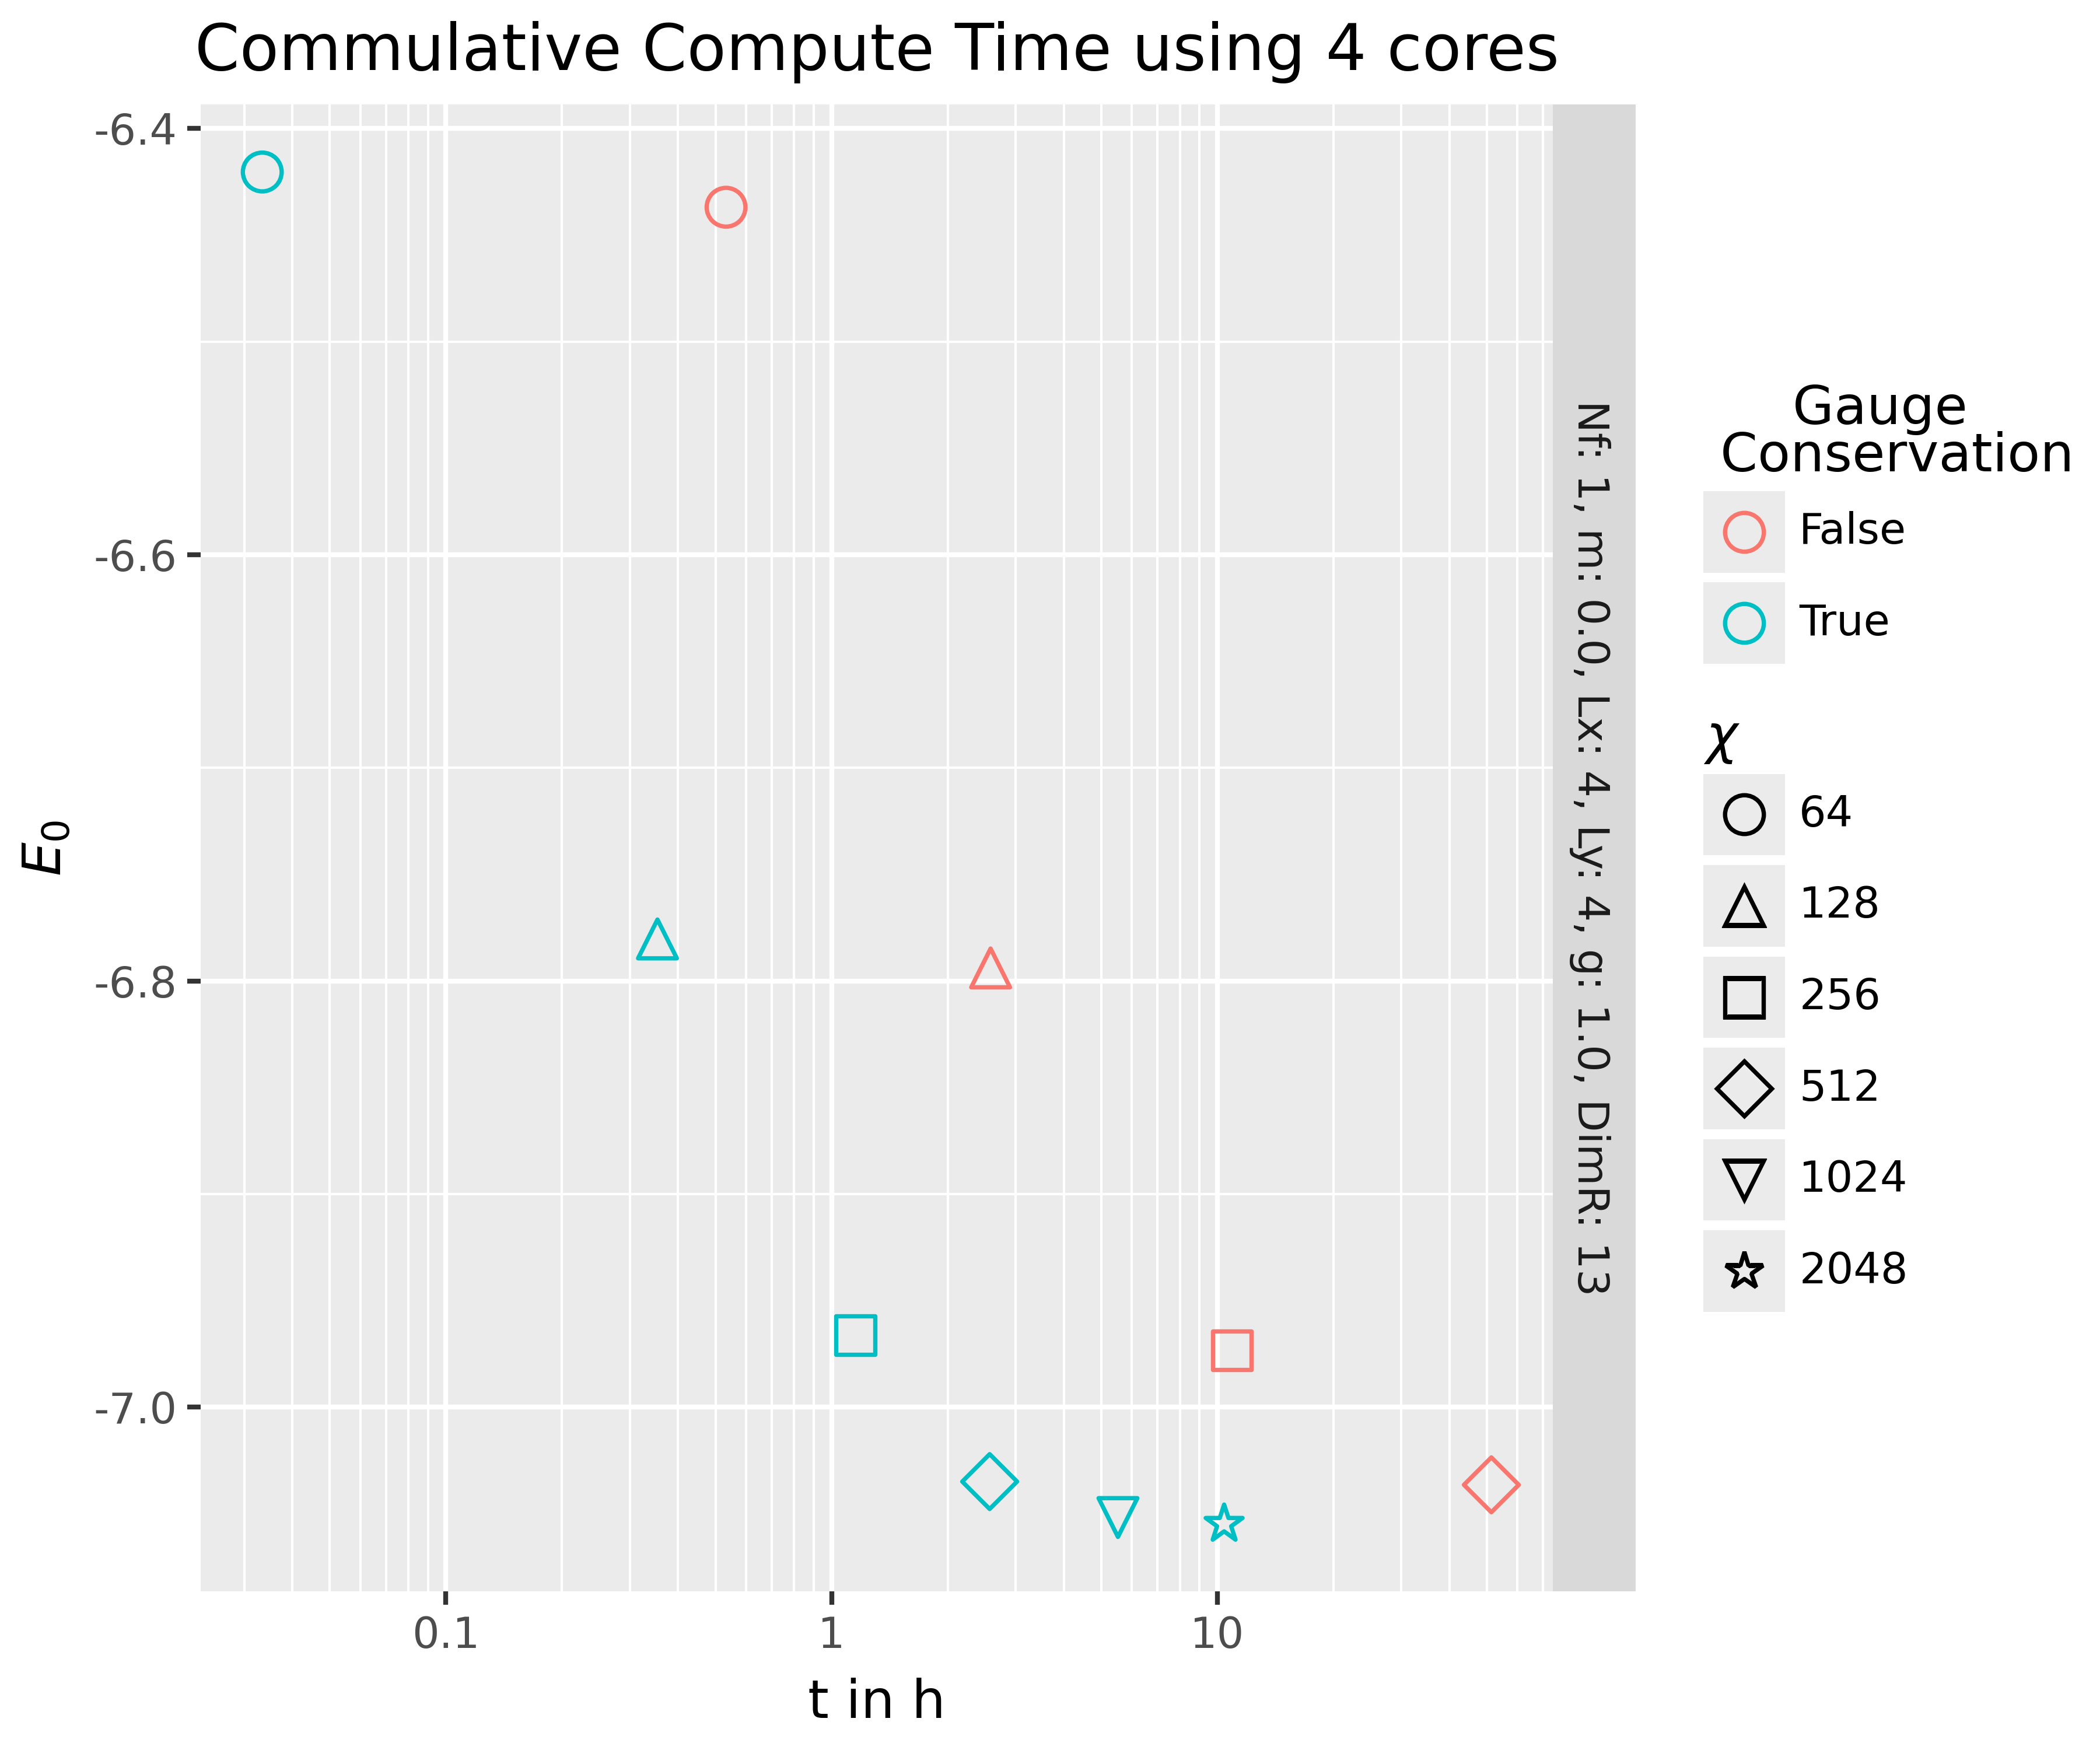 Commulative Compute Time using 4 cores
-6.4
-6.6
-6.8
-7.0
E0
0.1
1
10
t in h
Nf: 1, m: 0.0, Lx: 4, Ly: 4, g: 1.0, DimR: 13
Gauge
Conservation
False
True
χ
64
128
256
512
1024
2048